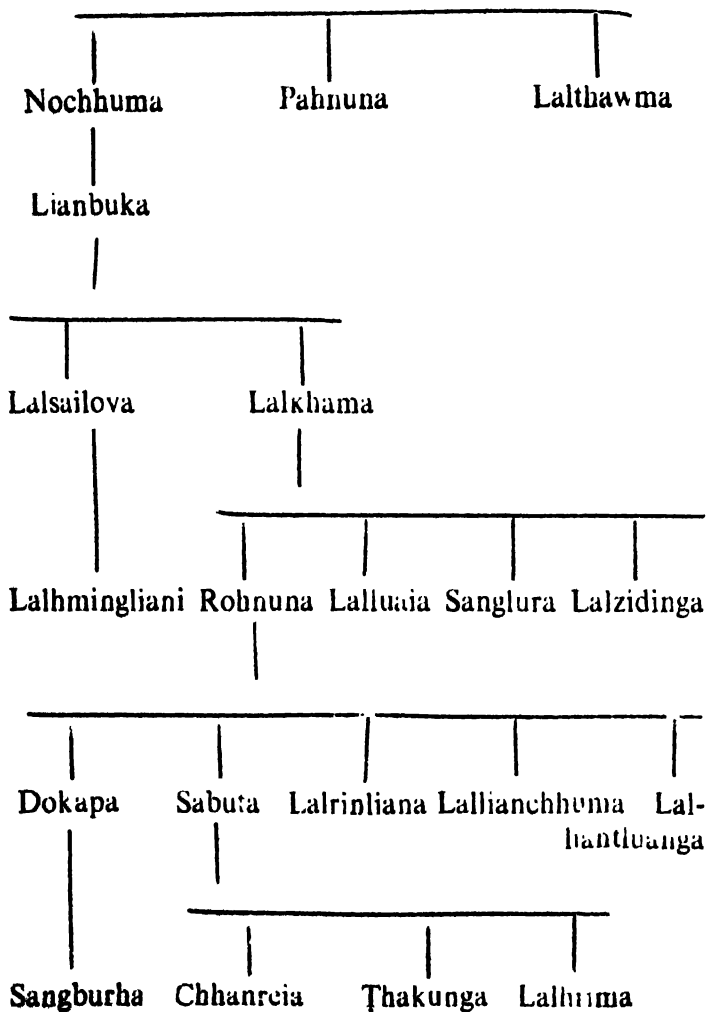 Nochhuma Pahnuna Lalthawma
Lianbuka
Lalsailova Lalkhama
Lalhmingliani Rohnuna Lalluaia Sanglura Lalzidinga
Dokapa Sabuta Lalrinliana Lallianchhuma Lal-
hantluanga
Sangburha Chhanreia Thakunga